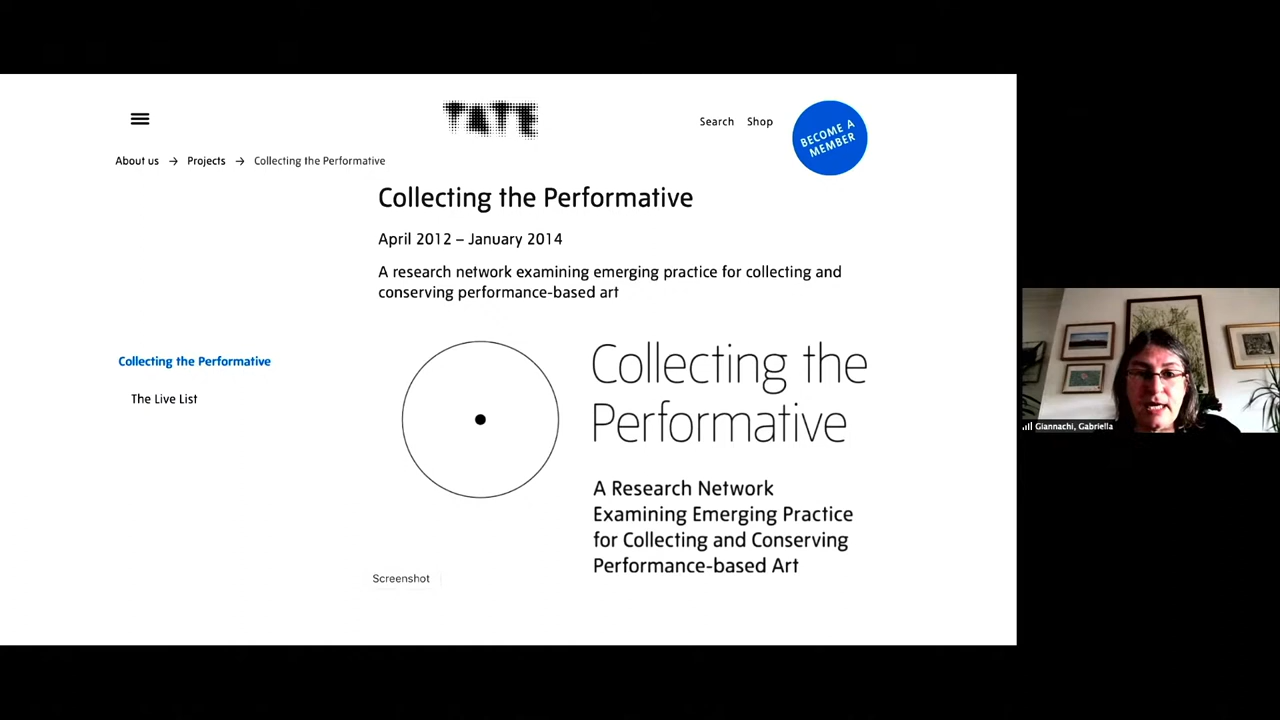 TATE
Search Shop
BECOME A
MEMBER
About us → Projects → Collecting the Performative
Collecting the Performative
April 2012 – January 2014
A research network examining emerging practice for collecting and
conserving performance-based art
Collecting the Performative
The Live List
Collecting the
Performative
A Research Network
Examining Emerging Practice
for Collecting and Conserving
Performance-based Art
Screenshot
Giannachi, Gabriella